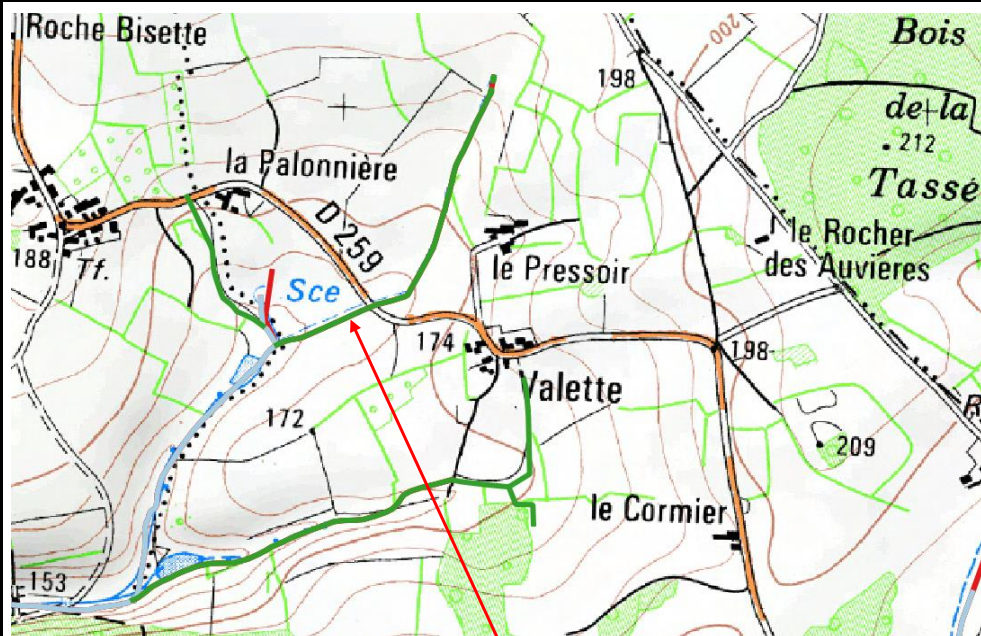 Roche Bisette
la Palonnière
D 259
188
Tf.
Sce
le Pressoir
174
Valette
172
153
198
200
Bois
de la
212
Tassé
le Rocher
des Auvières
198
209
le Cormier
R